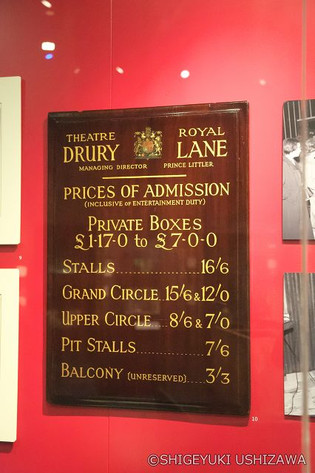 THEATRE ROYAL
DRURY LANE
MANAGING DIRECTOR PRINCE LITTLER
PRICES OF ADMISSION
(INCLUSIVE OF ENTERTAINMENT DUTY)
PRIVATE BOXES
£1-17-0 to £7-0-0
STALLS..................16/6
GRAND CIRCLE..15/6 & 12/0
UPPER CIRCLE....8/6 & 7/0
PIT STALLS..............7/6
BALCONY (UNRESERVED)....3/3
10
©SHIGEYUKI USHIZAWA